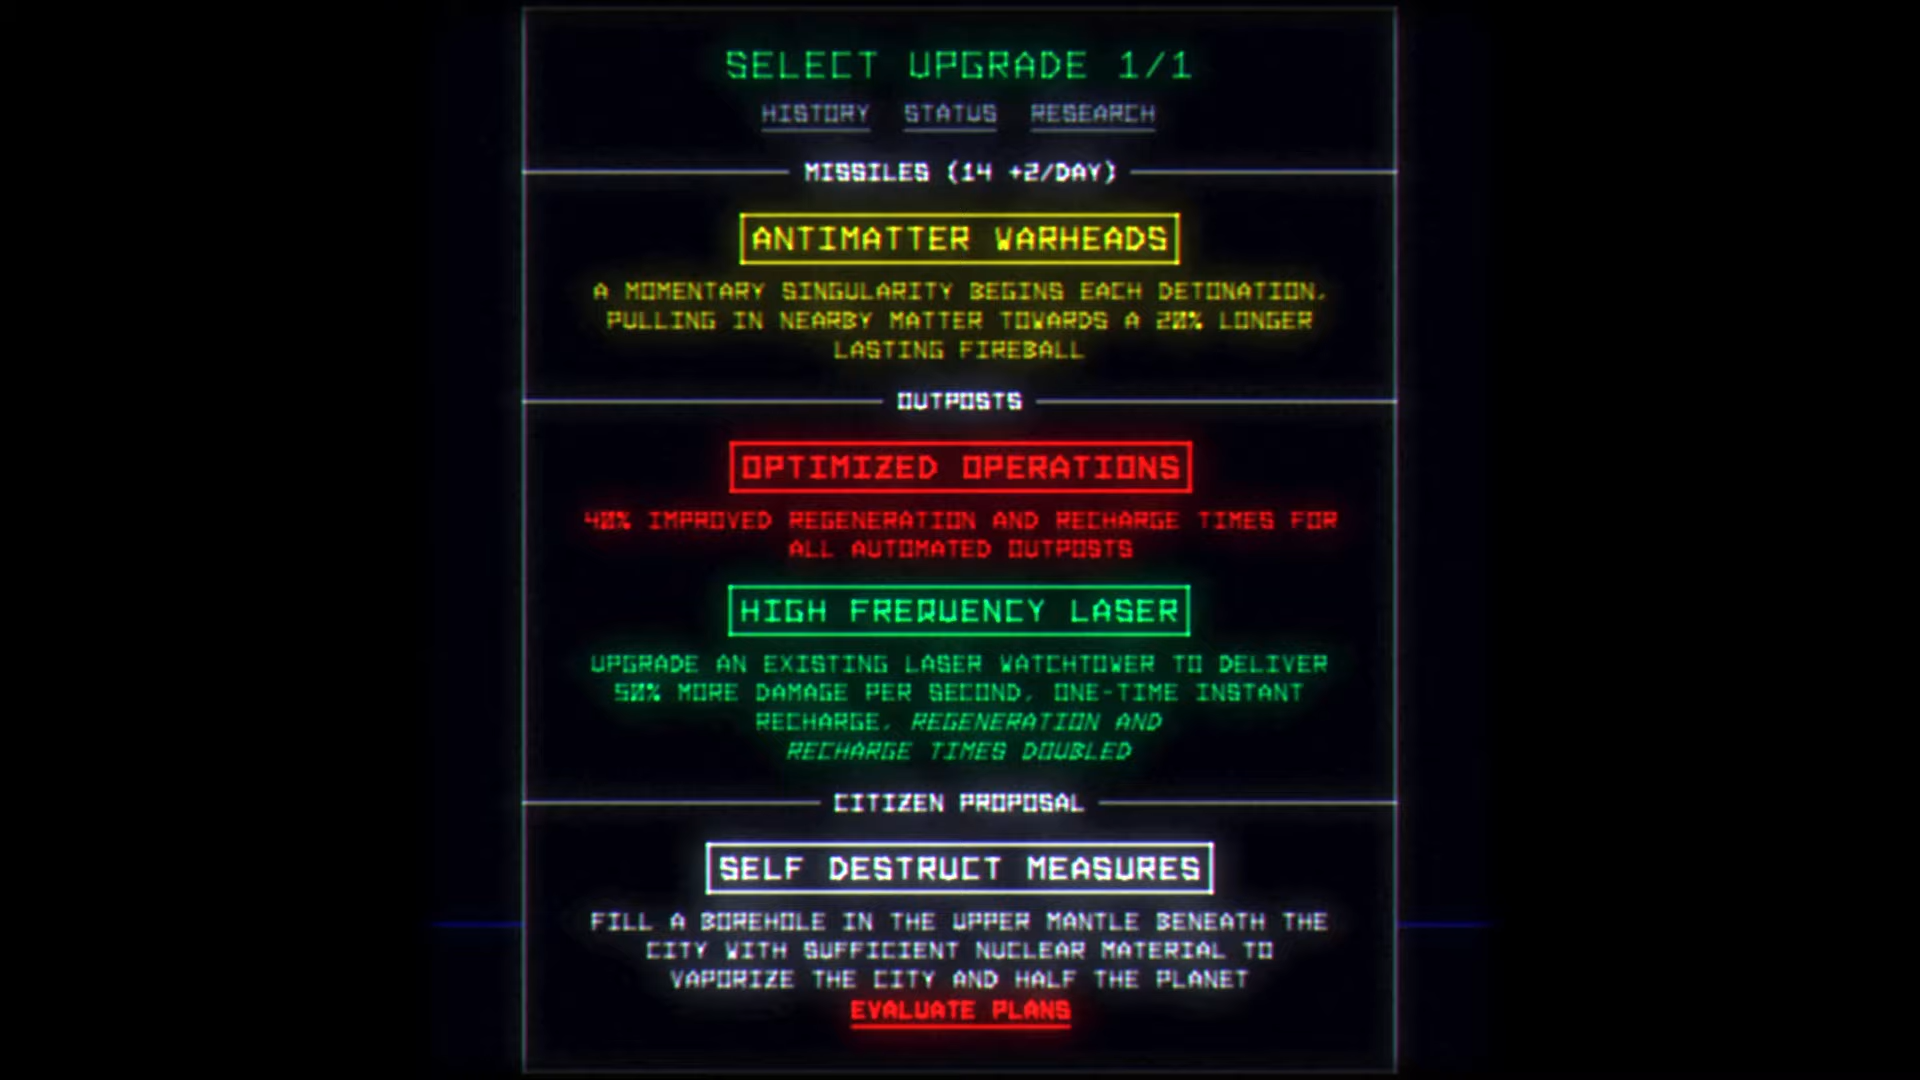 SELECT UPGRADE 1/1
HISTORY STATUS RESEARCH
MISSILES (14 +2/DAY)
ANTIMATTER WARHEADS
A MOMENTARY SINGULARITY BEGINS EACH DETONATION,
PULLING IN NEARBY MATTER TOWARDS A 20% LONGER
LASTING FIREBALL
OUTPOSTS
OPTIMIZED OPERATIONS
40% IMPROVED REGENERATION AND RECHARGE TIMES FOR
ALL AUTOMATED OUTPOSTS
HIGH FREQUENCY LASER
UPGRADE AN EXISTING LASER WATCHTOWER TO DELIVER
50% MORE DAMAGE PER SECOND, ONE-TIME INSTANT
RECHARGE, REGENERATION AND
RECHARGE TIMES DOUBLED
CITIZEN PROPOSAL
SELF DESTRUCT MEASURES
FILL A BOREHOLE IN THE UPPER MANTLE BENEATH THE
CITY WITH SUFFICIENT NUCLEAR MATERIAL TO
VAPORIZE THE CITY AND HALF THE PLANET
EVALUATE PLANS